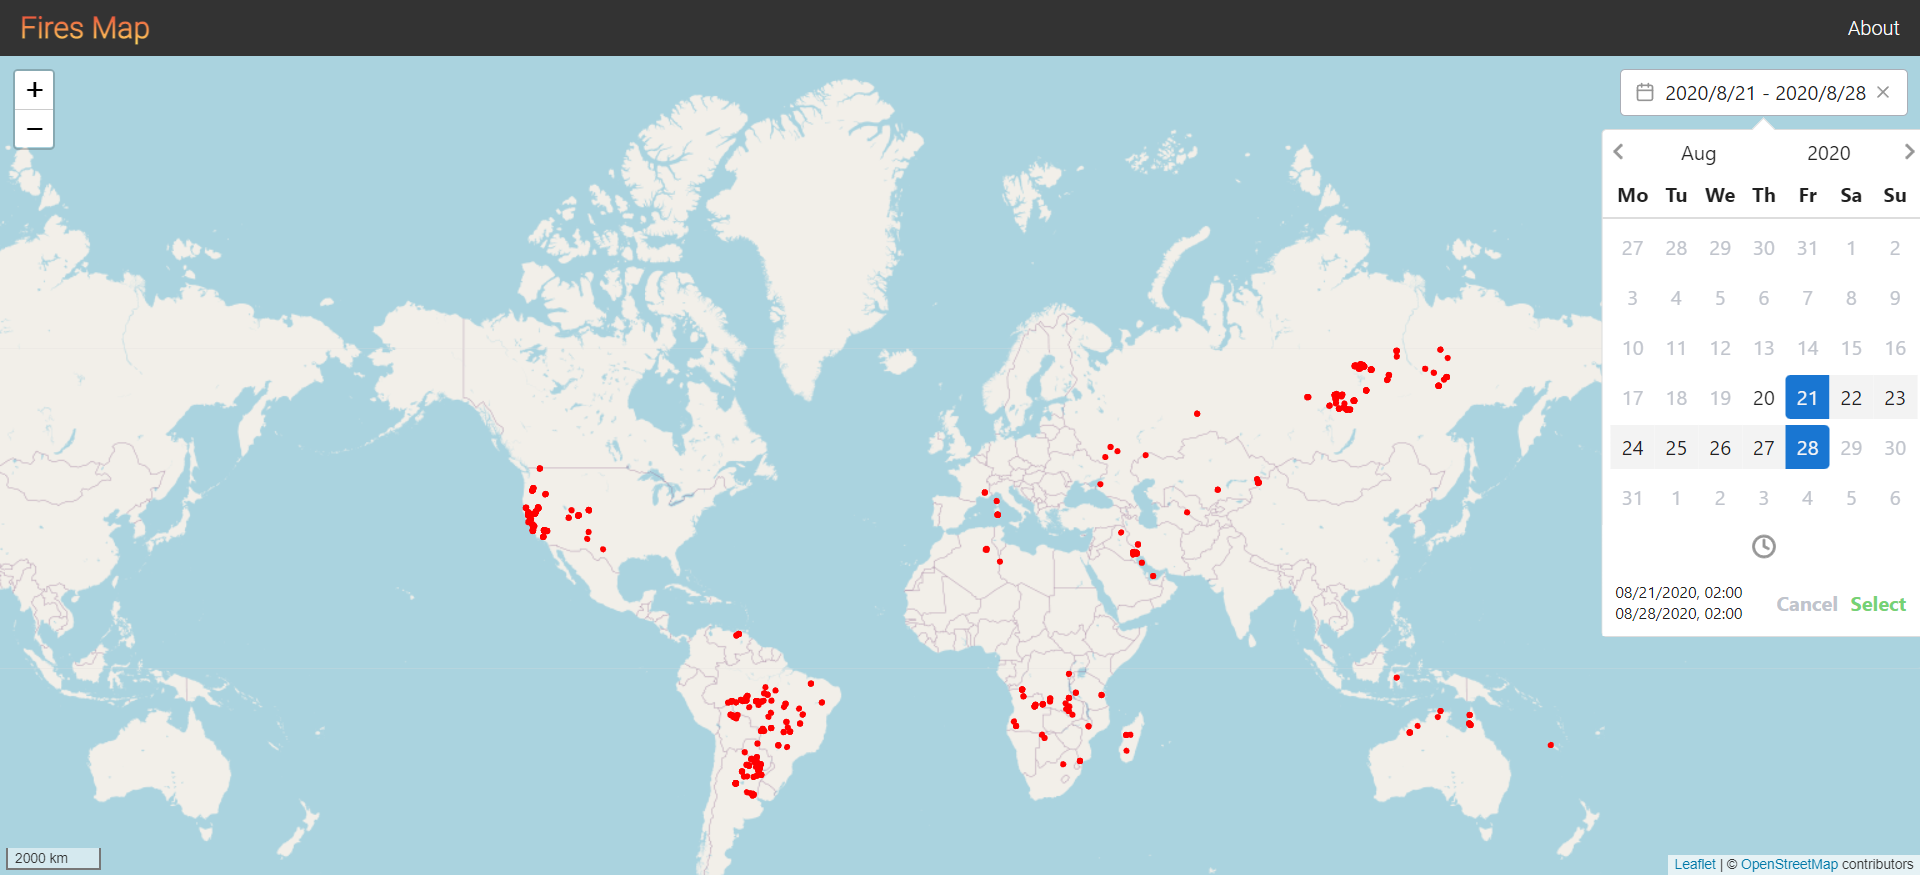 Fires Map
About
+
−
2020/8/21 - 2020/8/28 ×
Aug 2020
Mo Tu We Th Fr Sa Su
27 28 29 30 31 1 2
3 4 5 6 7 8 9
10 11 12 13 14 15 16
17 18 19 20 21 22 23
24 25 26 27 28 29 30
31 1 2 3 4 5 6
08/21/2020, 02:00
08/28/2020, 02:00
Cancel Select
2000 km
Leaflet | © OpenStreetMap contributors